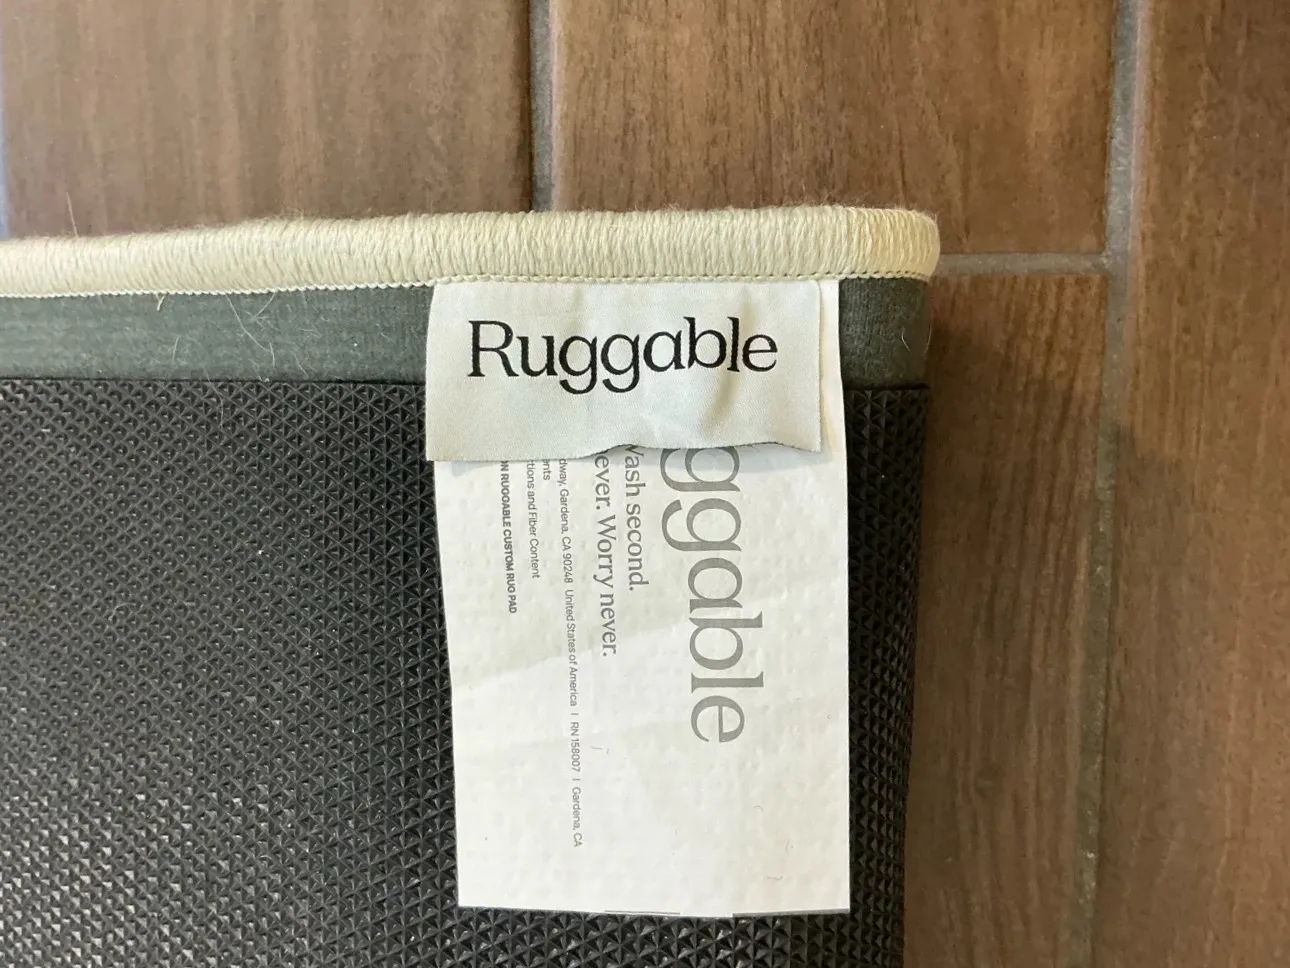 Ruggable
ggable
Wash second.
ever. Worry never.
dway, Gardena, CA 90248 United States of America | RN 158007 | Gardena, CA
nts
tions and Fiber Content
N RUGGABLE CUSTOM RUG PAD